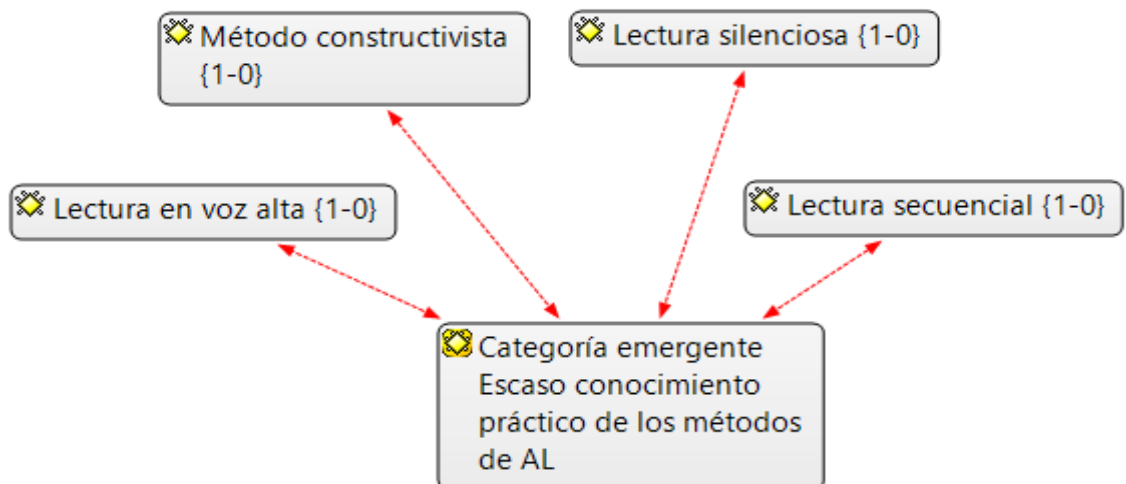 Método constructivista
{1-0}
Lectura silenciosa {1-0}
Lectura en voz alta {1-0}
Lectura secuencial {1-0}
Categoría emergente
Escaso conocimiento
práctico de los métodos
de AL